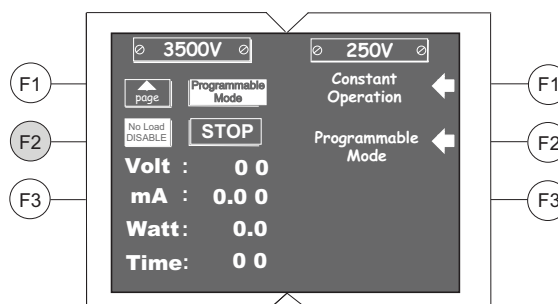 3500V
250V
F1
page
Programmable
Mode
Constant
Operation
F1
F2
No Load
DISABLE
STOP
Programmable
Mode
F2
Volt : 0 0
F3
mA : 0.0 0
F3
Watt: 0.0
Time: 0 0